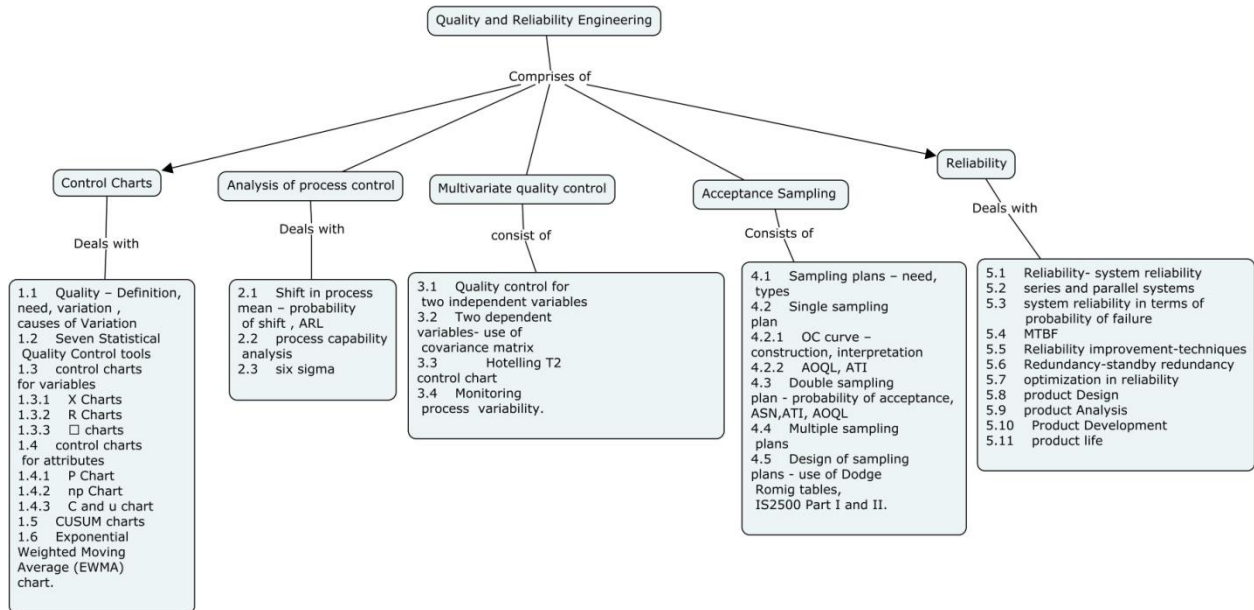 Quality and Reliability Engineering
Comprises of
Control Charts
Analysis of process control
Multivariate quality control
Acceptance Sampling
Reliability
Deals with
Deals with
consist of
Consists of
Deals with
1.1 Quality – Definition,
need, variation ,
causes of Variation
1.2 Seven Statistical
Quality Control tools
1.3 control charts
for variables
1.3.1 X Charts
1.3.2 R Charts
1.3.3 □ charts
1.4 control charts
for attributes
1.4.1 P Chart
1.4.2 np Chart
1.4.3 C and u chart
1.5 CUSUM charts
1.6 Exponential
Weighted Moving
Average (EWMA)
chart.
2.1 Shift in process
mean – probability
of shift , ARL
2.2 process capability
analysis
2.3 six sigma
3.1 Quality control for
two independent variables
3.2 Two dependent
variables- use of
covariance matrix
3.3 Hotelling T2
control chart
3.4 Monitoring
process variability.
4.1 Sampling plans – need,
types
4.2 Single sampling
plan
4.2.1 OC curve –
construction, interpretation
4.2.2 AOQL, ATI
4.3 Double sampling
plan - probability of acceptance,
ASN,ATI, AOQL
4.4 Multiple sampling
plans
4.5 Design of sampling
plans - use of Dodge
Romig tables,
IS2500 Part I and II.
5.1 Reliability- system reliability
5.2 series and parallel systems
5.3 system reliability in terms of
probability of failure
5.4 MTBF
5.5 Reliability improvement-techniques
5.6 Redundancy-standby redundancy
5.7 optimization in reliability
5.8 product Design
5.9 product Analysis
5.10 Product Development
5.11 product life